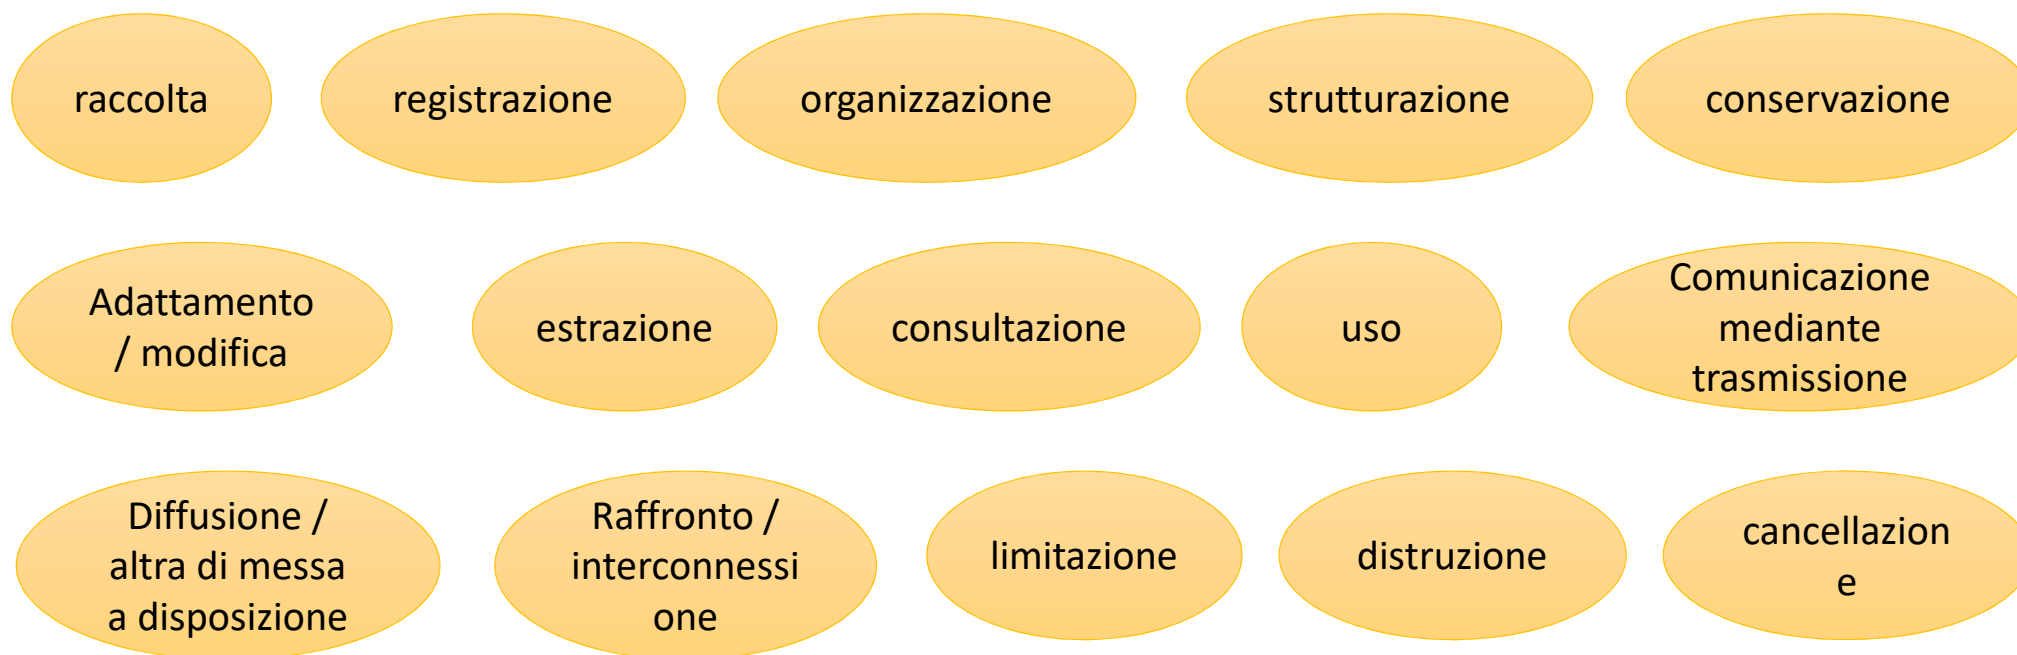 raccolta
registrazione
organizzazione
strutturazione
conservazione
Adattamento
/ modifica
estrazione
consultazione
uso
Comunicazione
mediante
trasmissione
Diffusione /
altra di messa
a disposizione
Raffronto /
interconnessi
one
limitazione
distruzione
cancellazion
e